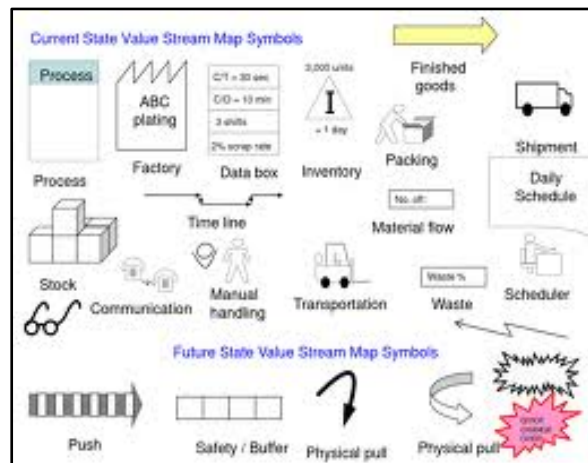 Current State Value Stream Map Symbols
Process
ABC
plating
C/T = 30 sec
C/O = 10 min
3 shifts
2% scrap rate
3,000 units
I
= 1 day
Finished
goods
Process
Factory
Data box
Inventory
Packing
Shipment
Daily
Schedule
Time line
No. off:
Material flow
Stock
Communication
Manual
handling
Transportation
Waste %
Waste
Scheduler
Future State Value Stream Map Symbols
Push
Safety / Buffer
Physical pull
Physical pull